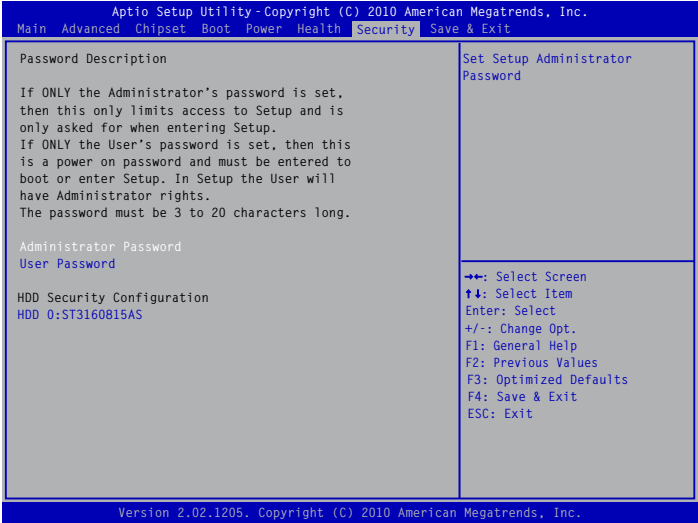 Aptio Setup Utility - Copyright (C) 2010 American Megatrends, Inc.
Main Advanced Chipset Boot Power Health Security Save & Exit
Password Description
If ONLY the Administrator's password is set,
then this only limits access to Setup and is
only asked for when entering Setup.
If ONLY the User's password is set, then this
is a power on password and must be entered to
boot or enter Setup. In Setup the User will
have Administrator rights.
The password must be 3 to 20 characters long.
Administrator Password
User Password
HDD Security Configuration
HDD 0:ST3160815AS
Set Setup Administrator
Password
→←: Select Screen
↑↓: Select Item
Enter: Select
+/-: Change Opt.
F1: General Help
F2: Previous Values
F3: Optimized Defaults
F4: Save & Exit
ESC: Exit
Version 2.02.1205. Copyright (C) 2010 American Megatrends, Inc.